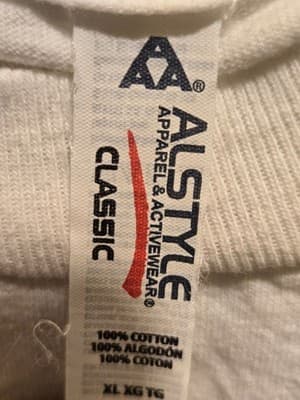 AAA®
ALSTYLE
APPAREL & ACTIVEWEAR®
CLASSIC
100% COTTON
100% ALGODÓN
100% COTON
XL XG TG